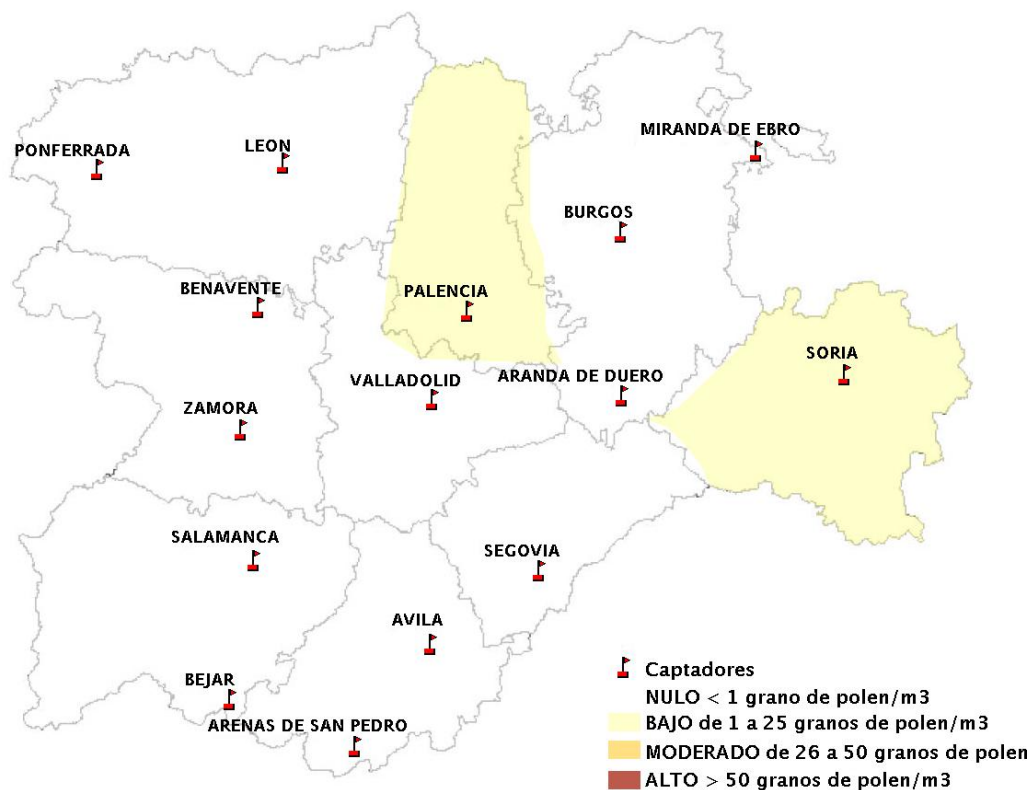 MIRANDA DE EBRO
PONFERRADA
LEON
BURGOS
BENAVENTE
PALENCIA
SORIA
VALLADOLID
ARANDA DE DUERO
ZAMORA
SALAMANCA
SEGOVIA
AVILA
BEJAR
ARENAS DE SAN PEDRO
Captadores
NULO < 1 grano de polen/m3
BAJO de 1 a 25 granos de polen/m3
MODERADO de 26 a 50 granos de polen
ALTO > 50 granos de polen/m3